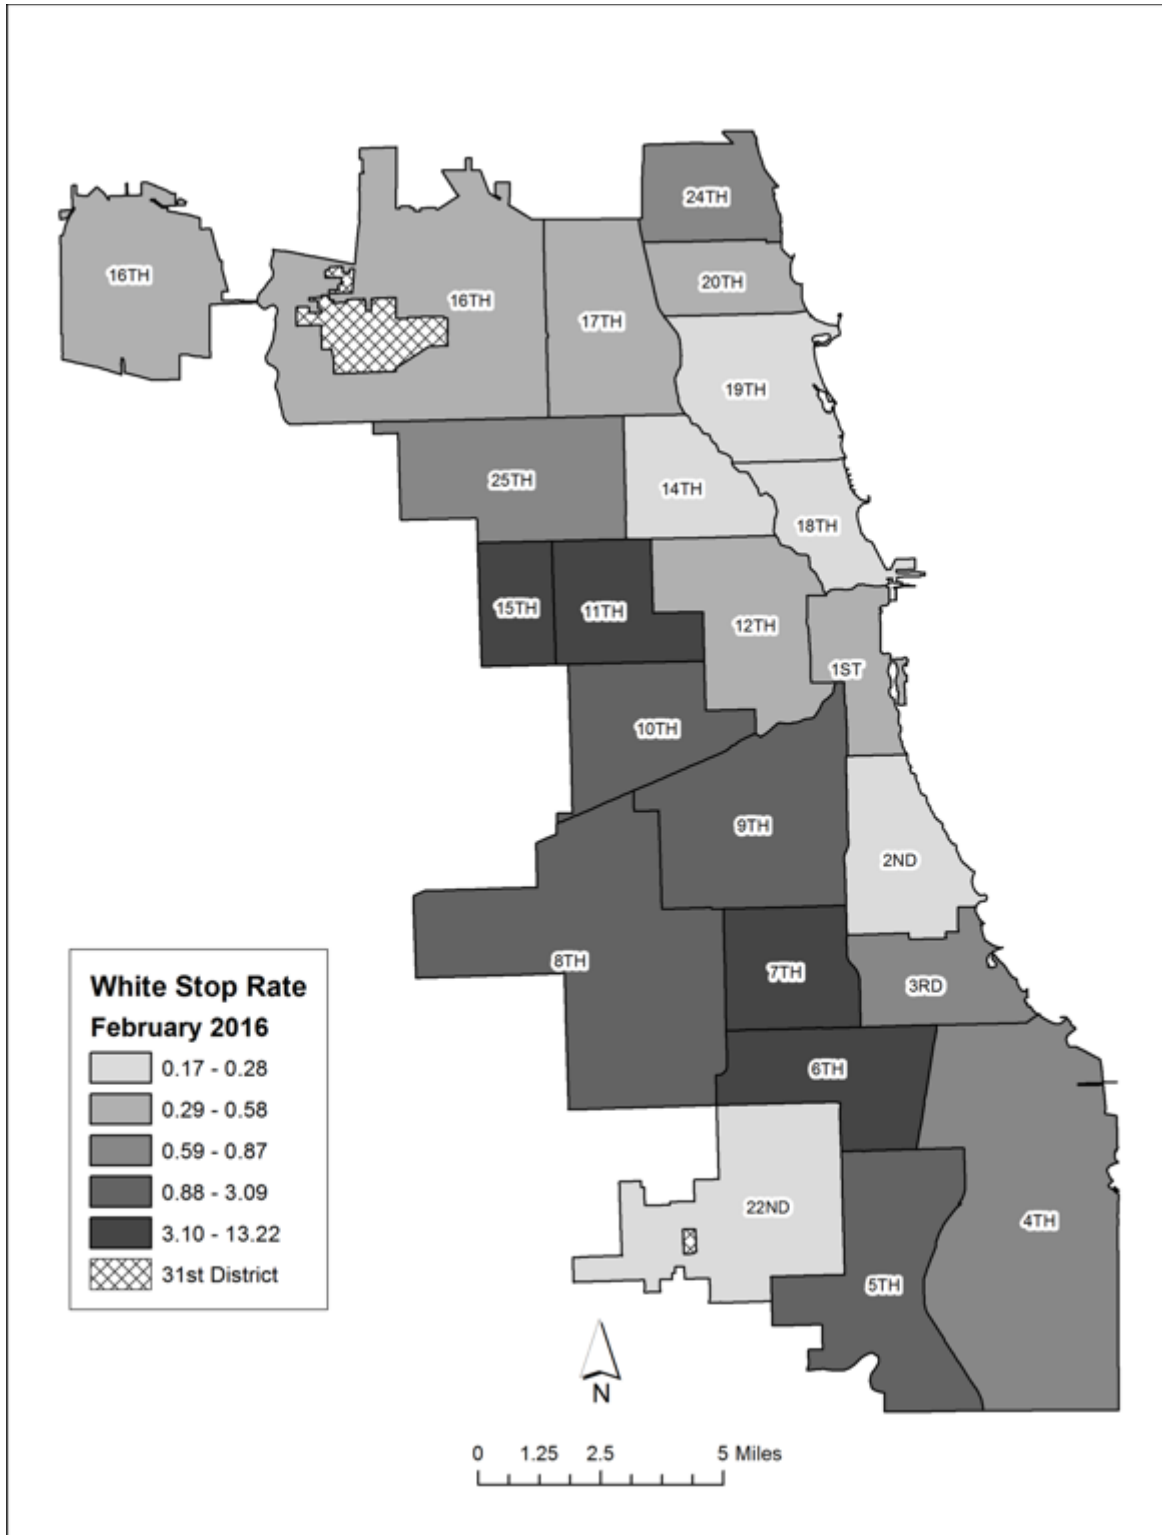 24TH
16TH
20TH
16TH
17TH
19TH
25TH
14TH
18TH
15TH
11TH
12TH
1ST
10TH
9TH
2ND
8TH
7TH
3RD
6TH
22ND
4TH
5TH
White Stop Rate
February 2016
0.17 - 0.28
0.29 - 0.58
0.59 - 0.87
0.88 - 3.09
3.10 - 13.22
31st District
N
0 1.25 2.5 5 Miles